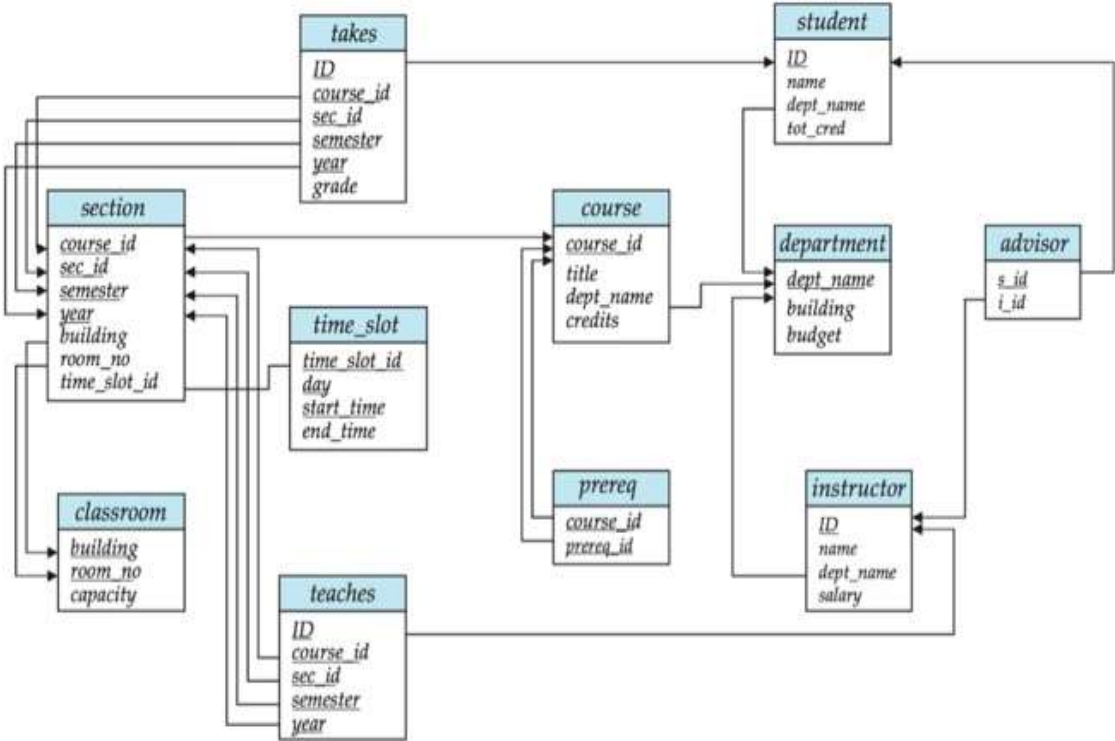 takes
ID
course_id
sec_id
semester
year
grade
student
ID
name
dept_name
tot_cred
section
course_id
sec_id
semester
year
building
room_no
time_slot_id
course
course_id
title
dept_name
credits
department
dept_name
building
budget
advisor
s_id
i_id
time_slot
time_slot_id
day
start_time
end_time
classroom
building
room_no
capacity
prereq
course_id
prereq_id
instructor
ID
name
dept_name
salary
teaches
ID
course_id
sec_id
semester
year